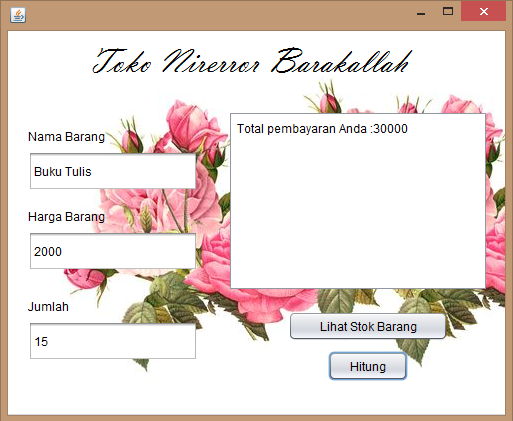 Toko Nirerror Barakallah
Nama Barang
Buku Tulis
Harga Barang
2000
Jumlah
15
Total pembayaran Anda :30000
Lihat Stok Barang
Hitung